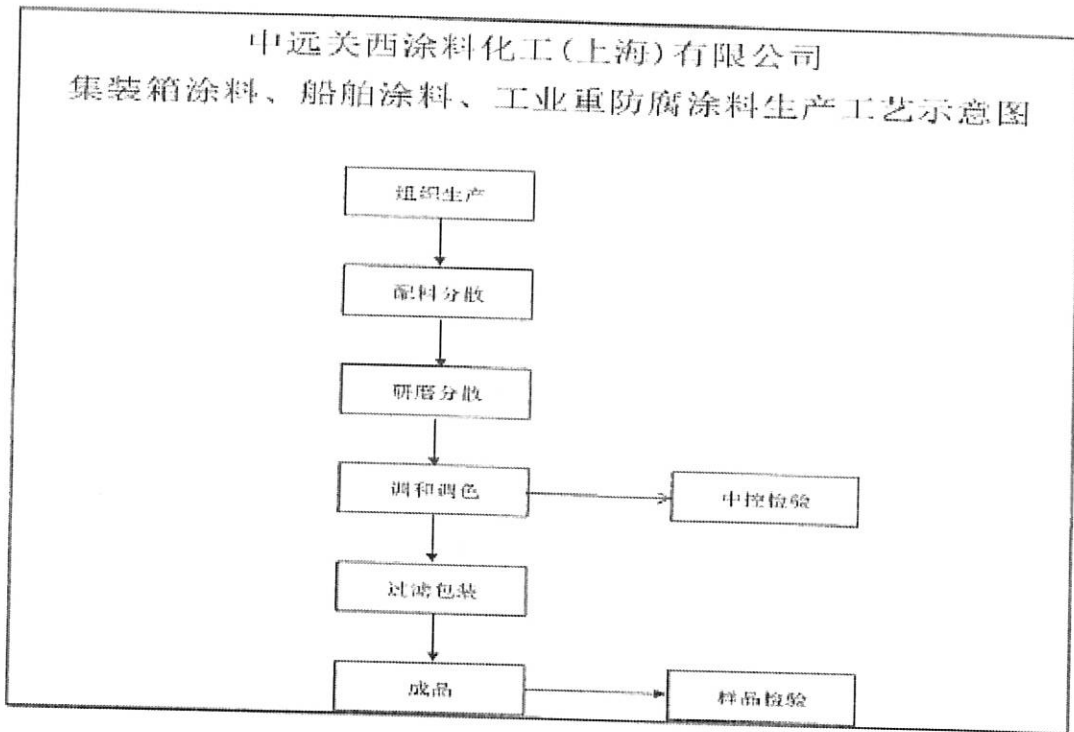 中远关西涂料化工(上海)有限公司
集装箱涂料、船舶涂料、工业重防腐涂料生产工艺示意图
组织生产
配料分散
研磨分散
调和调色
中控检验
过滤包装
成品
样品检验